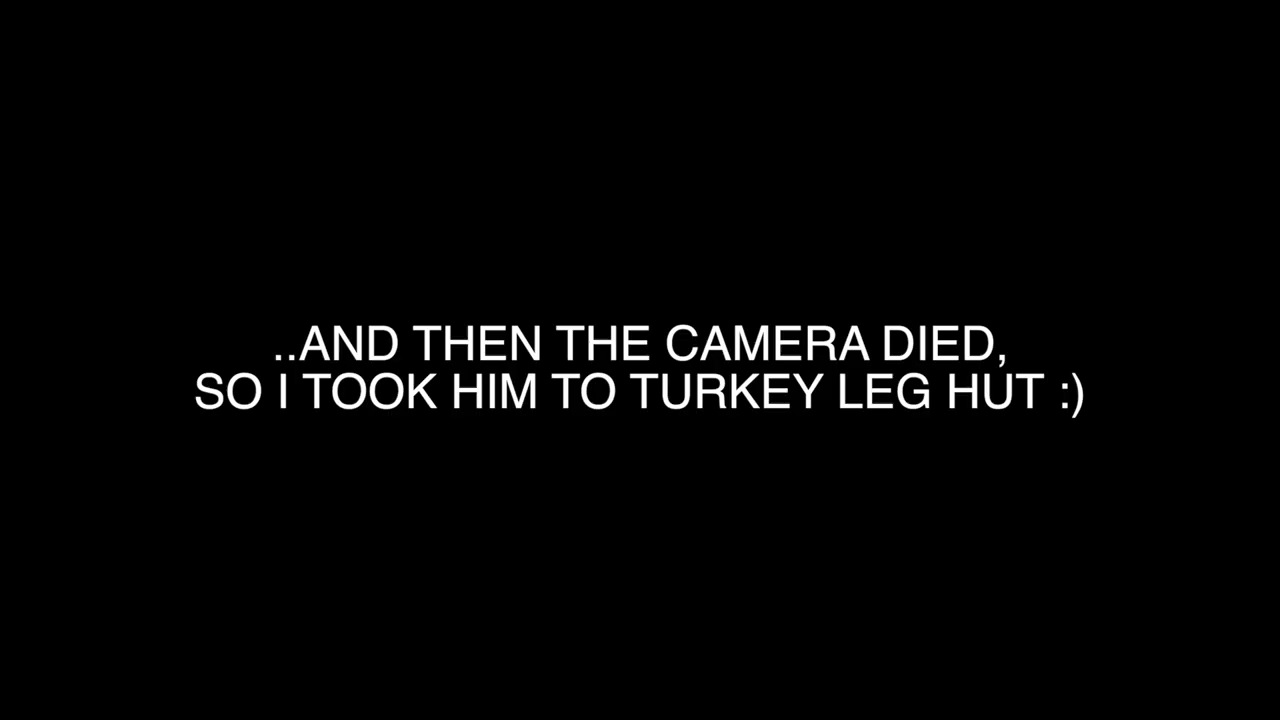 ..AND THEN THE CAMERA DIED,
SO I TOOK HIM TO TURKEY LEG HUT :)